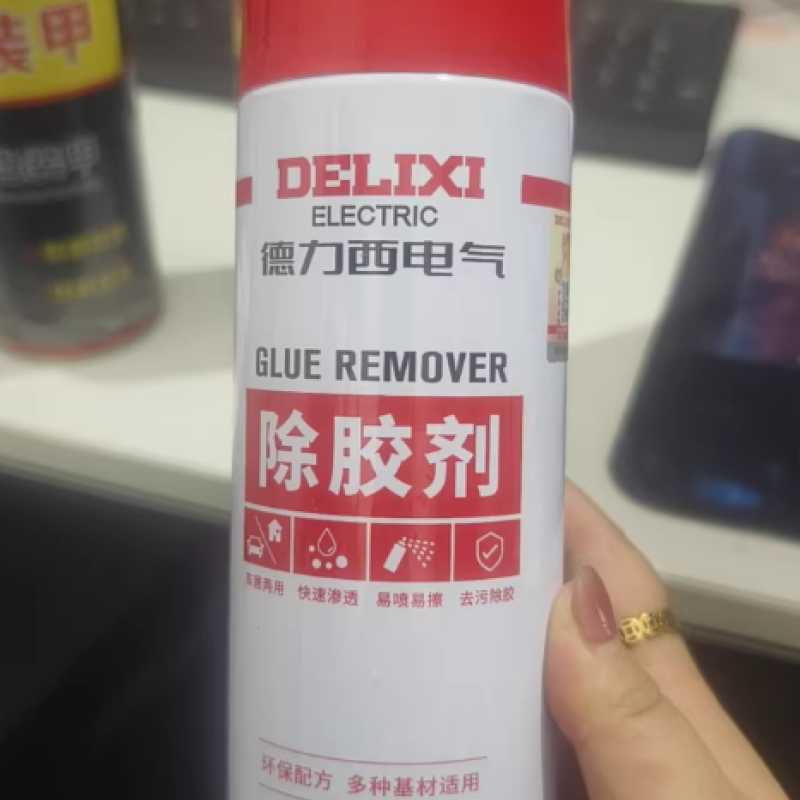 装甲
DELIXI
ELECTRIC
德力西电气
GLUE REMOVER
除胶剂
车居两用 快速渗透 易喷易擦 去污除胶
环保配方 多种基材适用